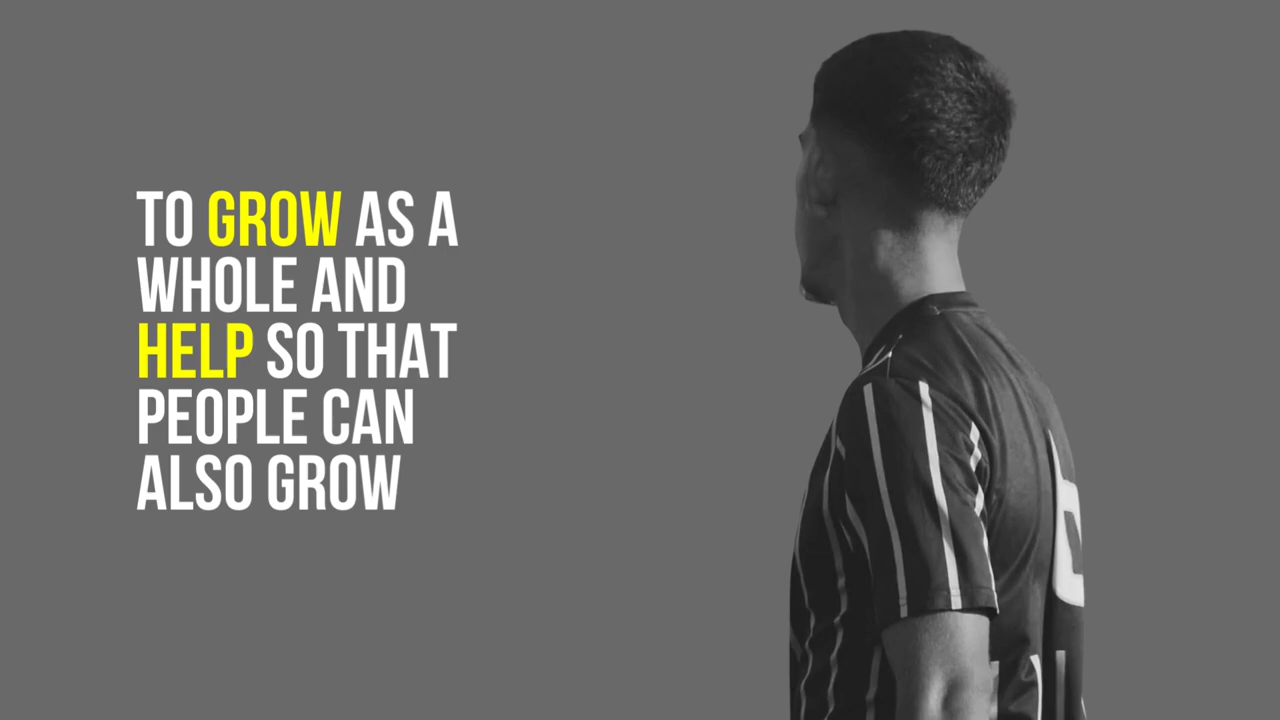 TO GROW AS A
WHOLE AND
HELP SO THAT
PEOPLE CAN
ALSO GROW